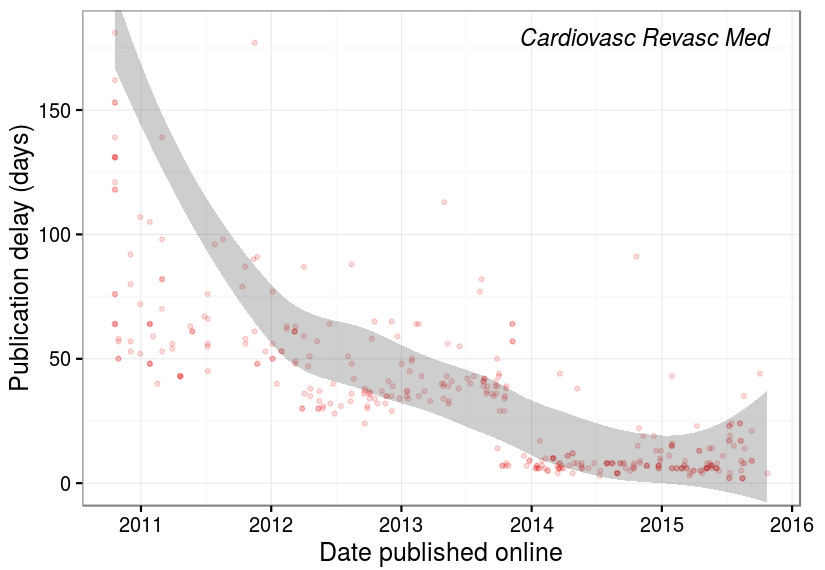 Cardiovasc Revasc Med
Publication delay (days)
150
100
50
0
2011 2012 2013 2014 2015 2016
Date published online